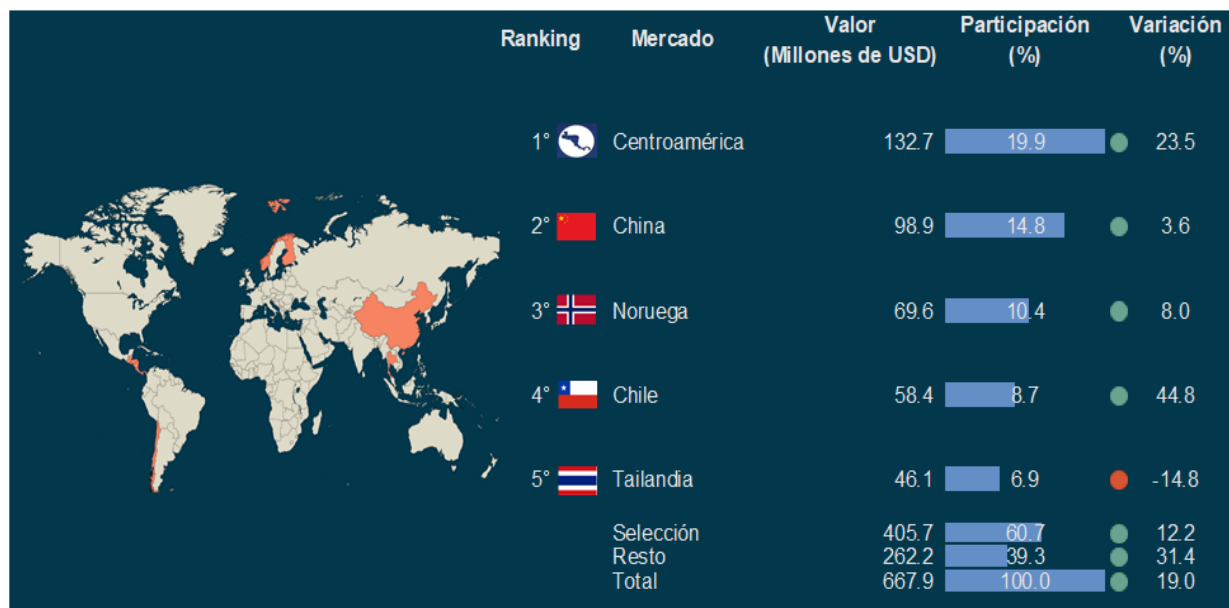 Ranking Mercado Valor (Millones de USD) Participación (%) Variación (%)
1° Centroamérica 132.7 19.9 23.5
2° China 98.9 14.8 3.6
3° Noruega 69.6 10.4 8.0
4° Chile 58.4 8.7 44.8
5° Tailandia 46.1 6.9 -14.8
Selección 405.7 60.7 12.2
Resto 262.2 39.3 31.4
Total 667.9 100.0 19.0